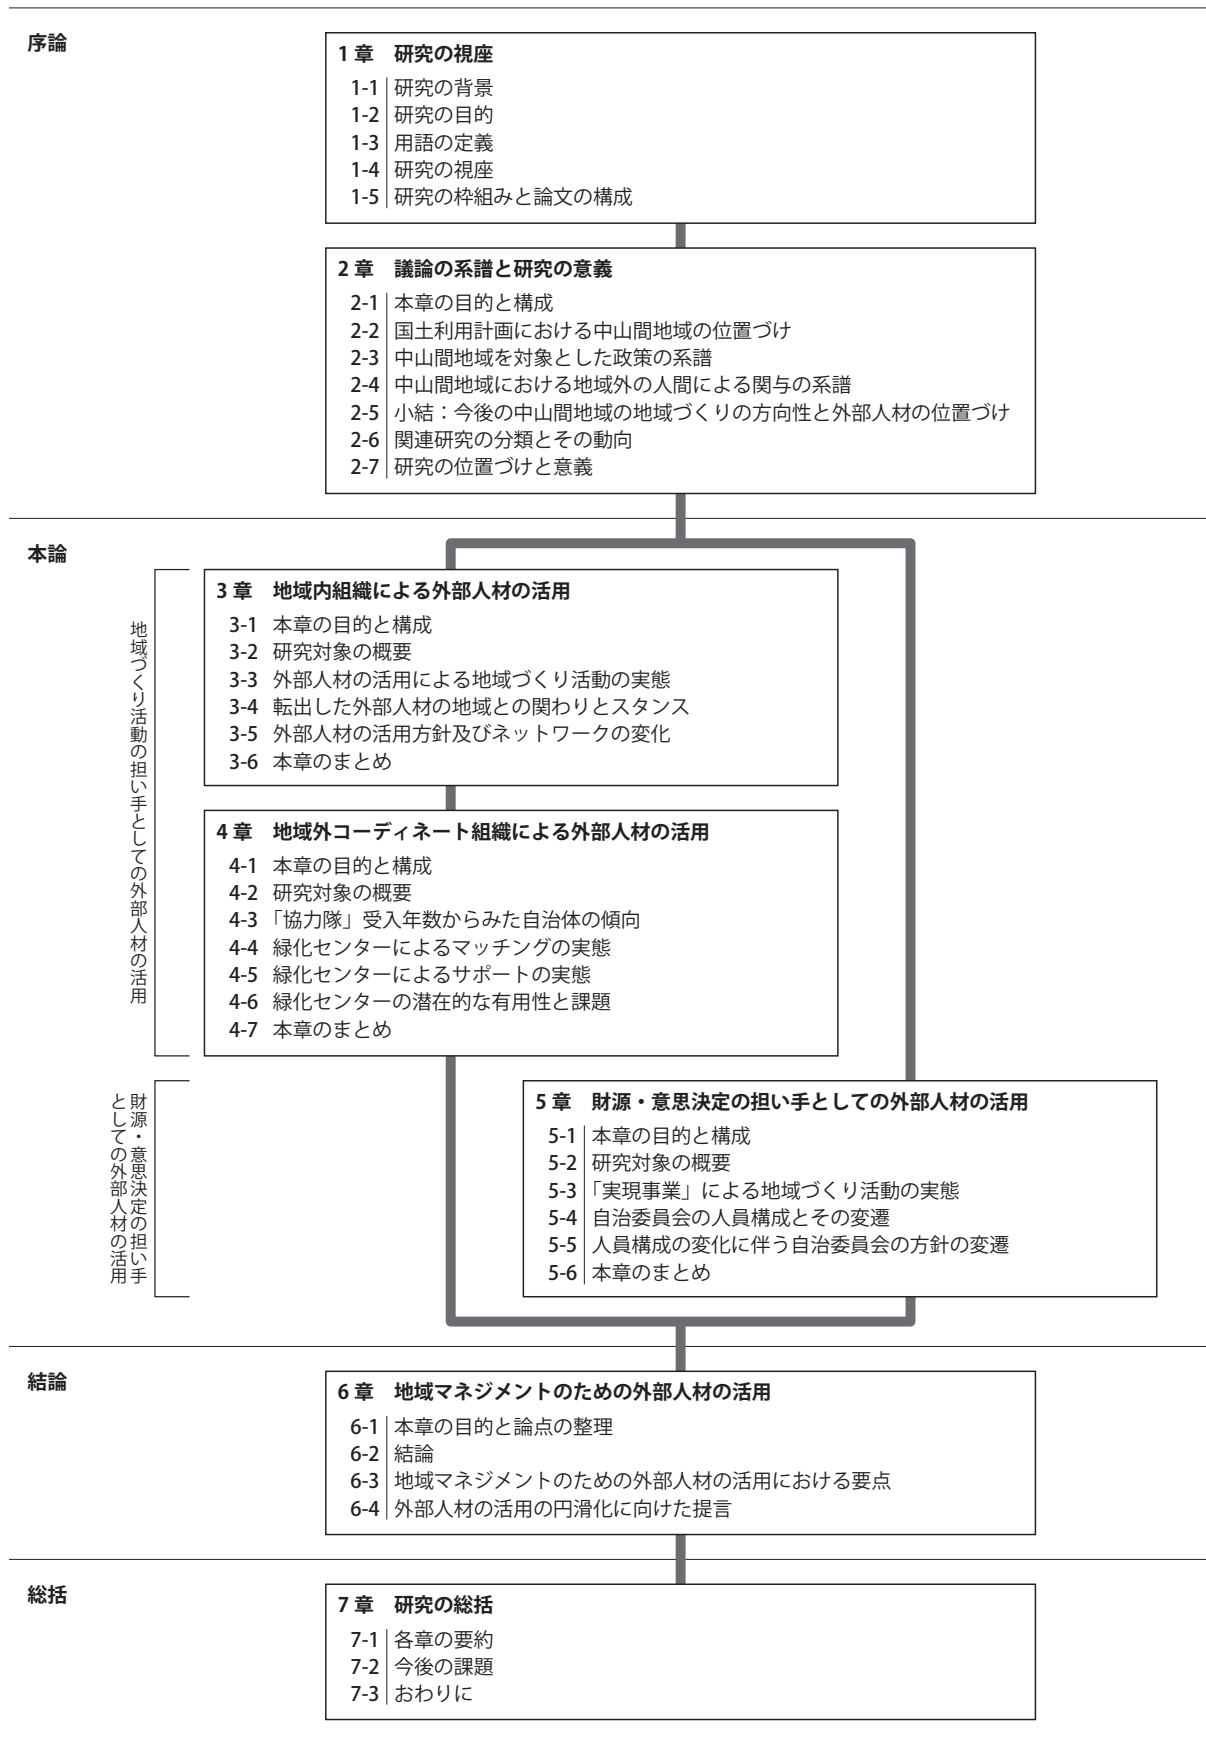 序論
1 章　研究の視座
1-1 研究の背景
1-2 研究の目的
1-3 用語の定義
1-4 研究の視座
1-5 研究の枠組みと論文の構成
2 章　議論の系譜と研究の意義
2-1 本章の目的と構成
2-2 国土利用計画における中山間地域の位置づけ
2-3 中山間地域を対象とした政策の系譜
2-4 中山間地域における地域外の人間による関与の系譜
2-5 小結：今後の中山間地域の地域づくりの方向性と外部人材の位置づけ
2-6 関連研究の分類とその動向
2-7 研究の位置づけと意義
本論
地域づくり活動の担い手としての外部人材の活用
3 章　地域内組織による外部人材の活用
3-1 本章の目的と構成
3-2 研究対象の概要
3-3 外部人材の活用による地域づくり活動の実態
3-4 転出した外部人材の地域との関わりとスタンス
3-5 外部人材の活用方針及びネットワークの変化
3-6 本章のまとめ
4 章　地域外コーディネート組織による外部人材の活用
4-1 本章の目的と構成
4-2 研究対象の概要
4-3 「協力隊」受入年数からみた自治体の傾向
4-4 緑化センターによるマッチングの実態
4-5 緑化センターによるサポートの実態
4-6 緑化センターの潜在的な有用性と課題
4-7 本章のまとめ
財源・意思決定の担い手
としての外部人材の活用
5 章　財源・意思決定の担い手としての外部人材の活用
5-1 本章の目的と構成
5-2 研究対象の概要
5-3 「実現事業」による地域づくり活動の実態
5-4 自治委員会の人員構成とその変遷
5-5 人員構成の変化に伴う自治委員会の方針の変遷
5-6 本章のまとめ
結論
6 章　地域マネジメントのための外部人材の活用
6-1 本章の目的と論点の整理
6-2 結論
6-3 地域マネジメントのための外部人材の活用における要点
6-4 外部人材の活用の円滑化に向けた提言
総括
7 章　研究の総括
7-1 各章の要約
7-2 今後の課題
7-3 おわりに